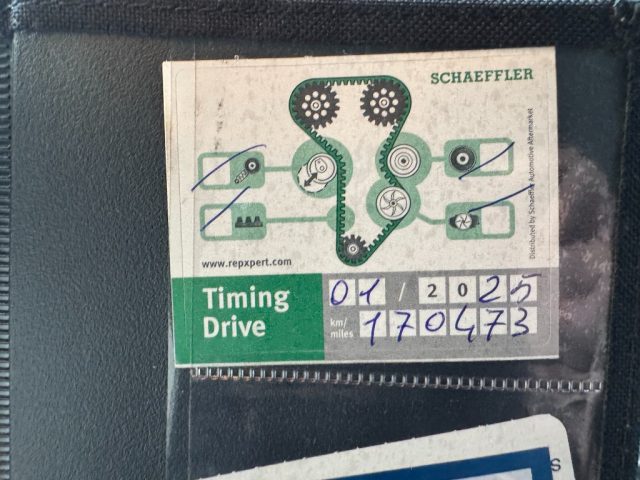 SCHAEFFLER
Distributed by Schaeffler Automotive Aftermarket
www.repxpert.com
Timing Drive
01 / 2025
km/miles 170473
S